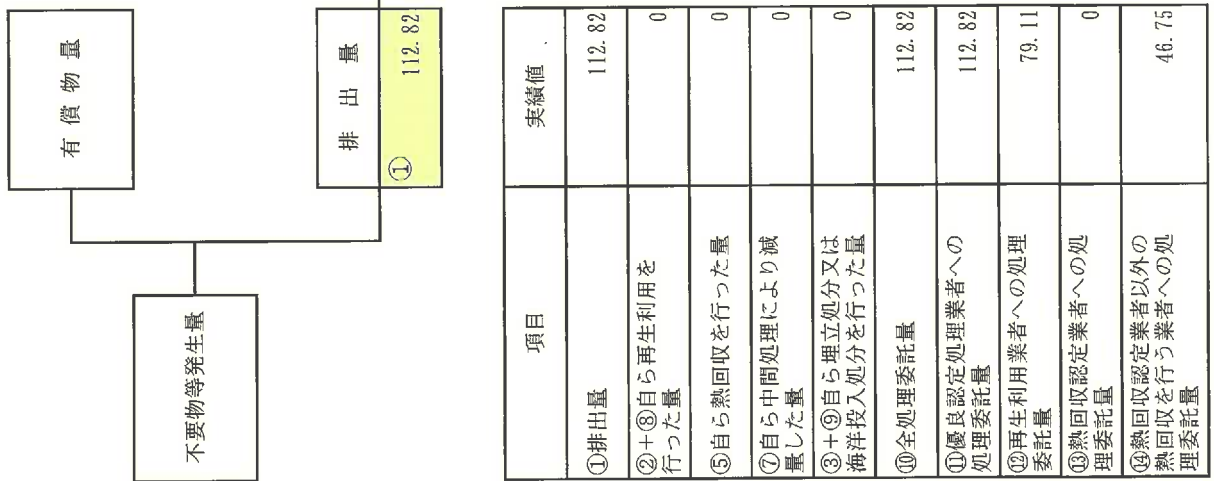 有償物量
不要物等発生量
排出量
① 112.82
項目 実績値
①排出量 112.82
②+⑧自ら再生利用を
行った量 0
⑤自ら熱回収を行った量 0
⑦自ら中間処理により減
量した量 0
③+⑨自ら埋立処分又は
海洋投入処分を行った量 0
⑩全処理委託量 112.82
⑪優良認定処理業者への
処理委託量 112.82
⑫再生利用業者への処理
委託量 79.11
⑬熱回収認定業者への処
理委託量 0
⑭熱回収認定業者以外の
熱回収を行う業者への処
理委託量 46.75